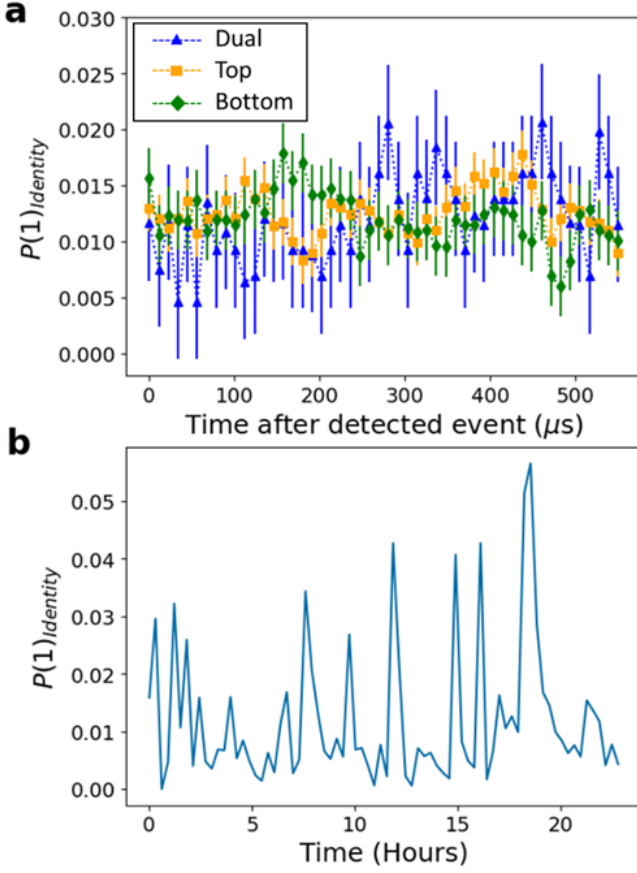 a
0.030
0.025
0.020
0.015
0.010
0.005
0.000
P(1)Identity
Dual
Top
Bottom
0 100 200 300 400 500
Time after detected event (μs)
b
0.05
0.04
0.03
0.02
0.01
0.00
P(1)Identity
0 5 10 15 20
Time (Hours)